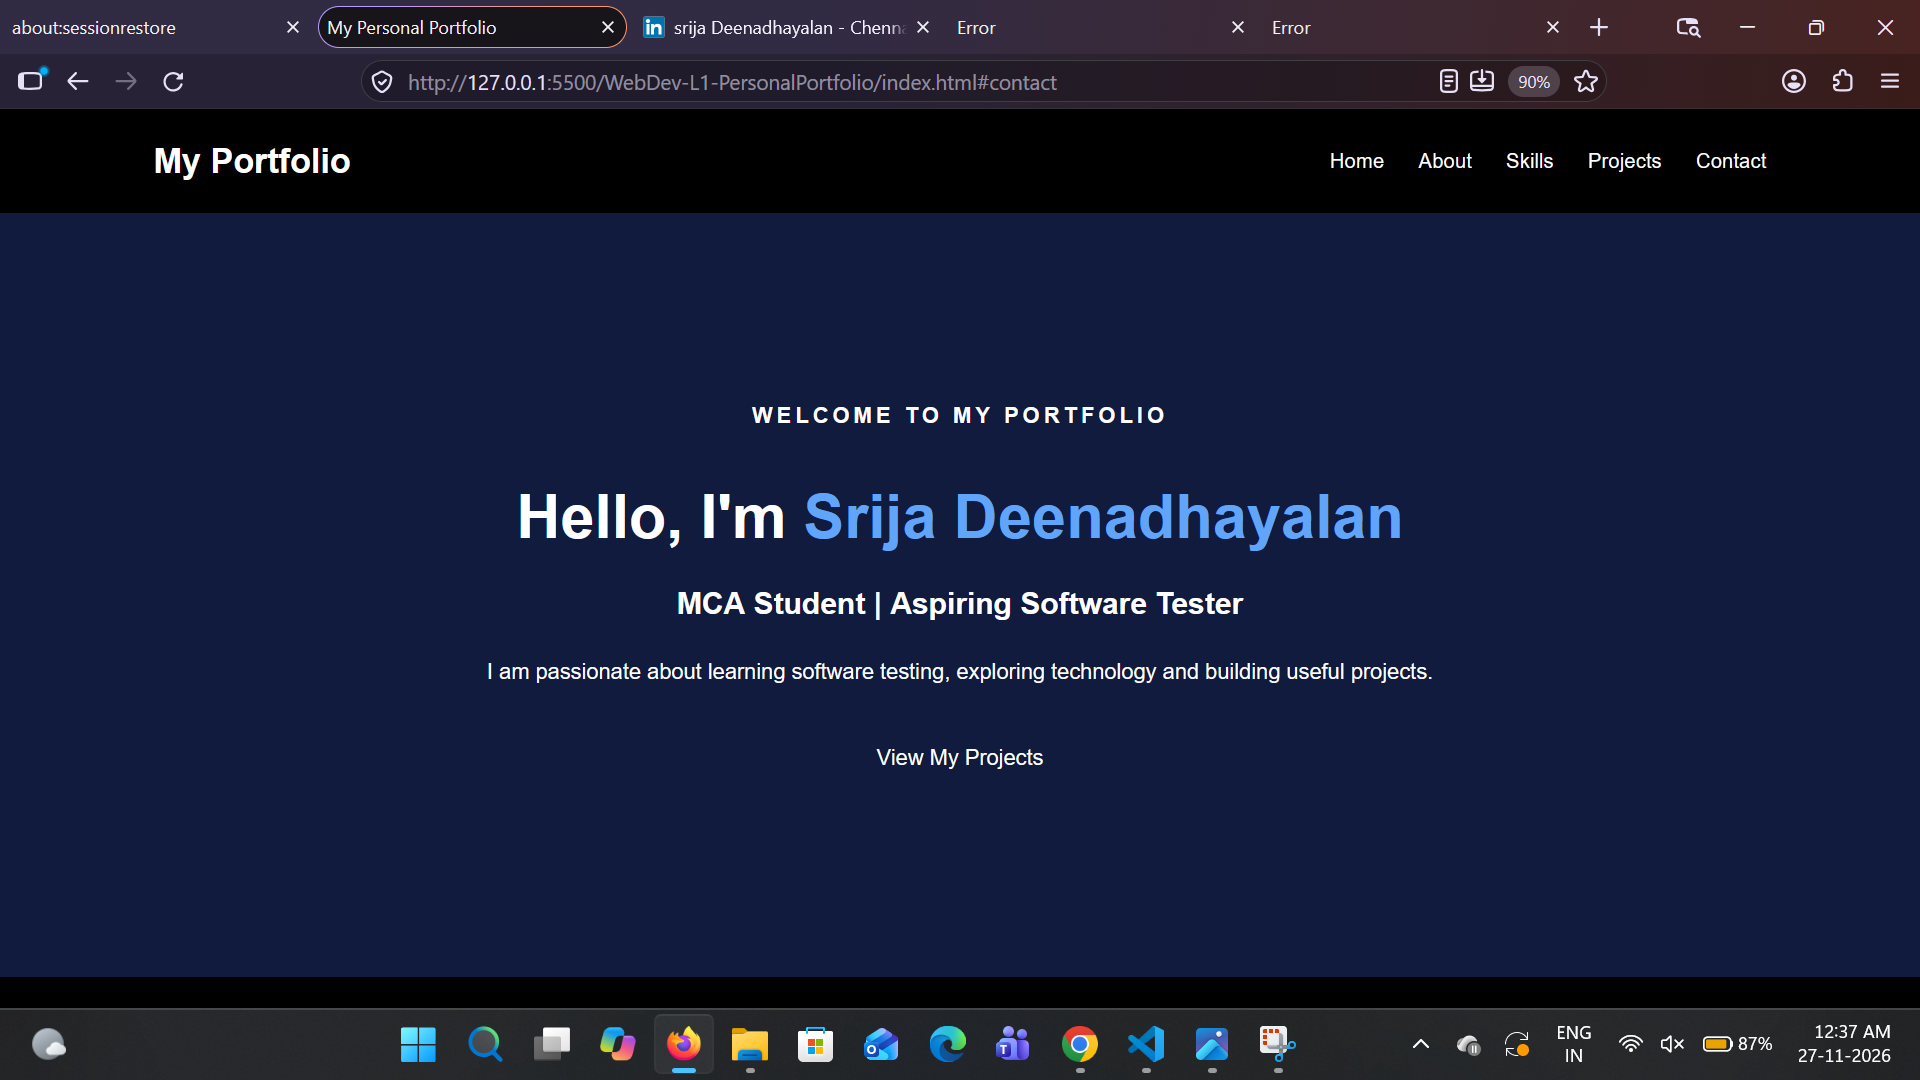 about:sessionrestore
My Personal Portfolio
in srija Deenadhayalan - Chenna
Error
Error
http://127.0.0.1:5500/WebDev-L1-PersonalPortfolio/index.html#contact
90%
My Portfolio
Home About Skills Projects Contact
WELCOME TO MY PORTFOLIO
Hello, I'm Srija Deenadhayalan
MCA Student | Aspiring Software Tester
I am passionate about learning software testing, exploring technology and building useful projects.
View My Projects
ENG
IN
87%
12:37 AM
27-11-2026